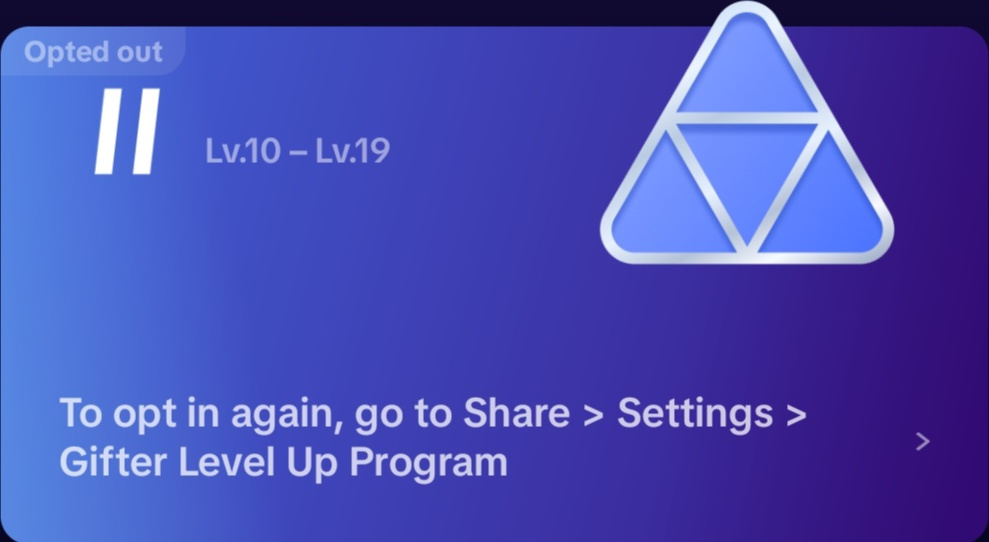 Opted out
II
Lv.10 – Lv.19
To opt in again, go to Share > Settings >
Gifter Level Up Program